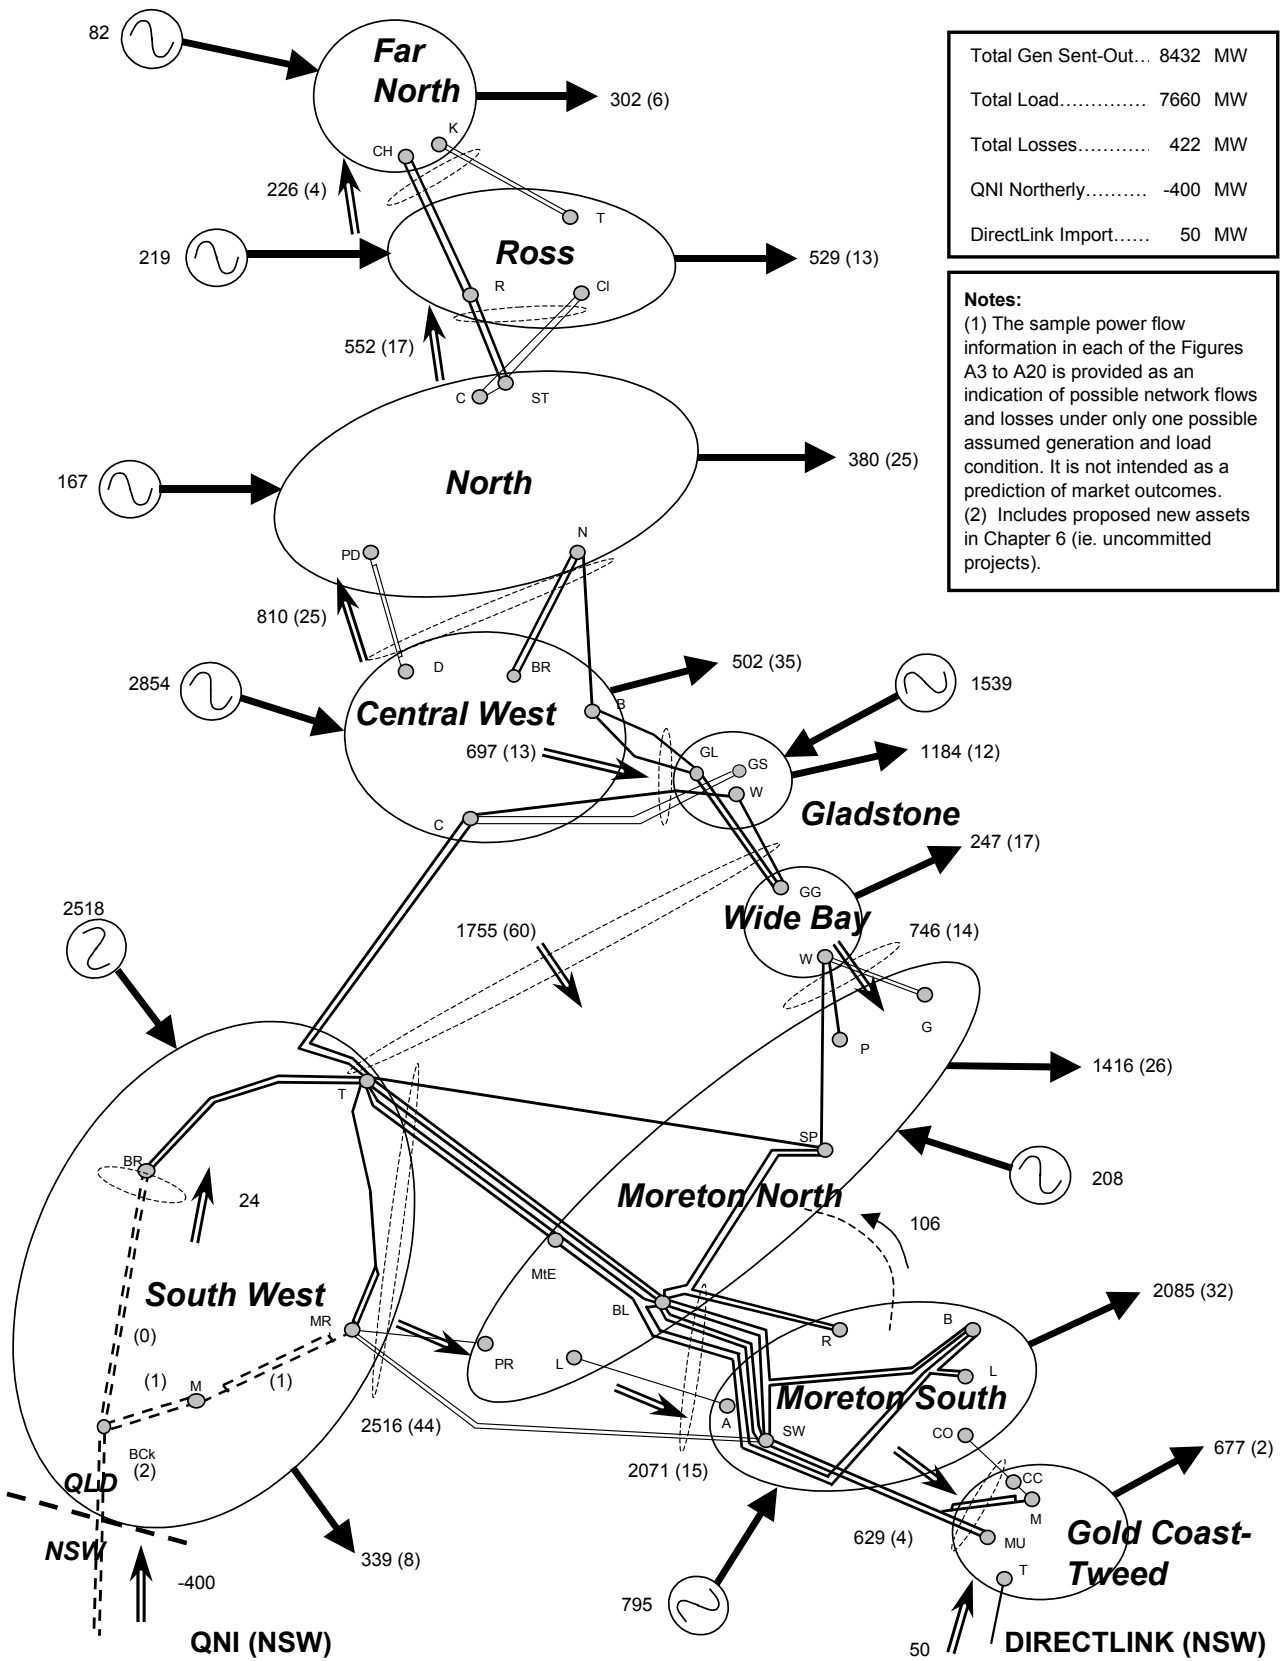 82
Far
North
302 (6)
K
CH
226 (4)
T
219
Ross
529 (13)
R
CI
552 (17)
C
ST
167
North
380 (25)
PD
N
810 (25)
D
BR
502 (35)
2854
1539
Central West
B
697 (13)
GL
GS
W
1184 (12)
C
Gladstone
247 (17)
GG
Wide Bay
2518
1755 (60)
746 (14)
W
G
P
1416 (26)
T
SP
BR
208
24
Moreton North
106
MtE
South West
BL
2085 (32)
MR
(0)
R
B
PR
L
L
(1)
M
(1)
Moreton South
A
2516 (44)
SW
CO
BCk
(2)
2071 (15)
677 (2)
QLD
CC
M
NSW
629 (4)
MU
Gold Coast-
Tweed
339 (8)
T
-400
795
QNI (NSW)
50
DIRECTLINK (NSW)
Total Gen Sent-Out... 8432 MW
Total Load.............. 7660 MW
Total Losses........... 422 MW
QNI Northerly.......... -400 MW
DirectLink Import...... 50 MW
Notes:
(1) The sample power flow
information in each of the Figures
A3 to A20 is provided as an
indication of possible network flows
and losses under only one possible
assumed generation and load
condition. It is not intended as a
prediction of market outcomes.
(2) Includes proposed new assets
in Chapter 6 (ie. uncommitted
projects).